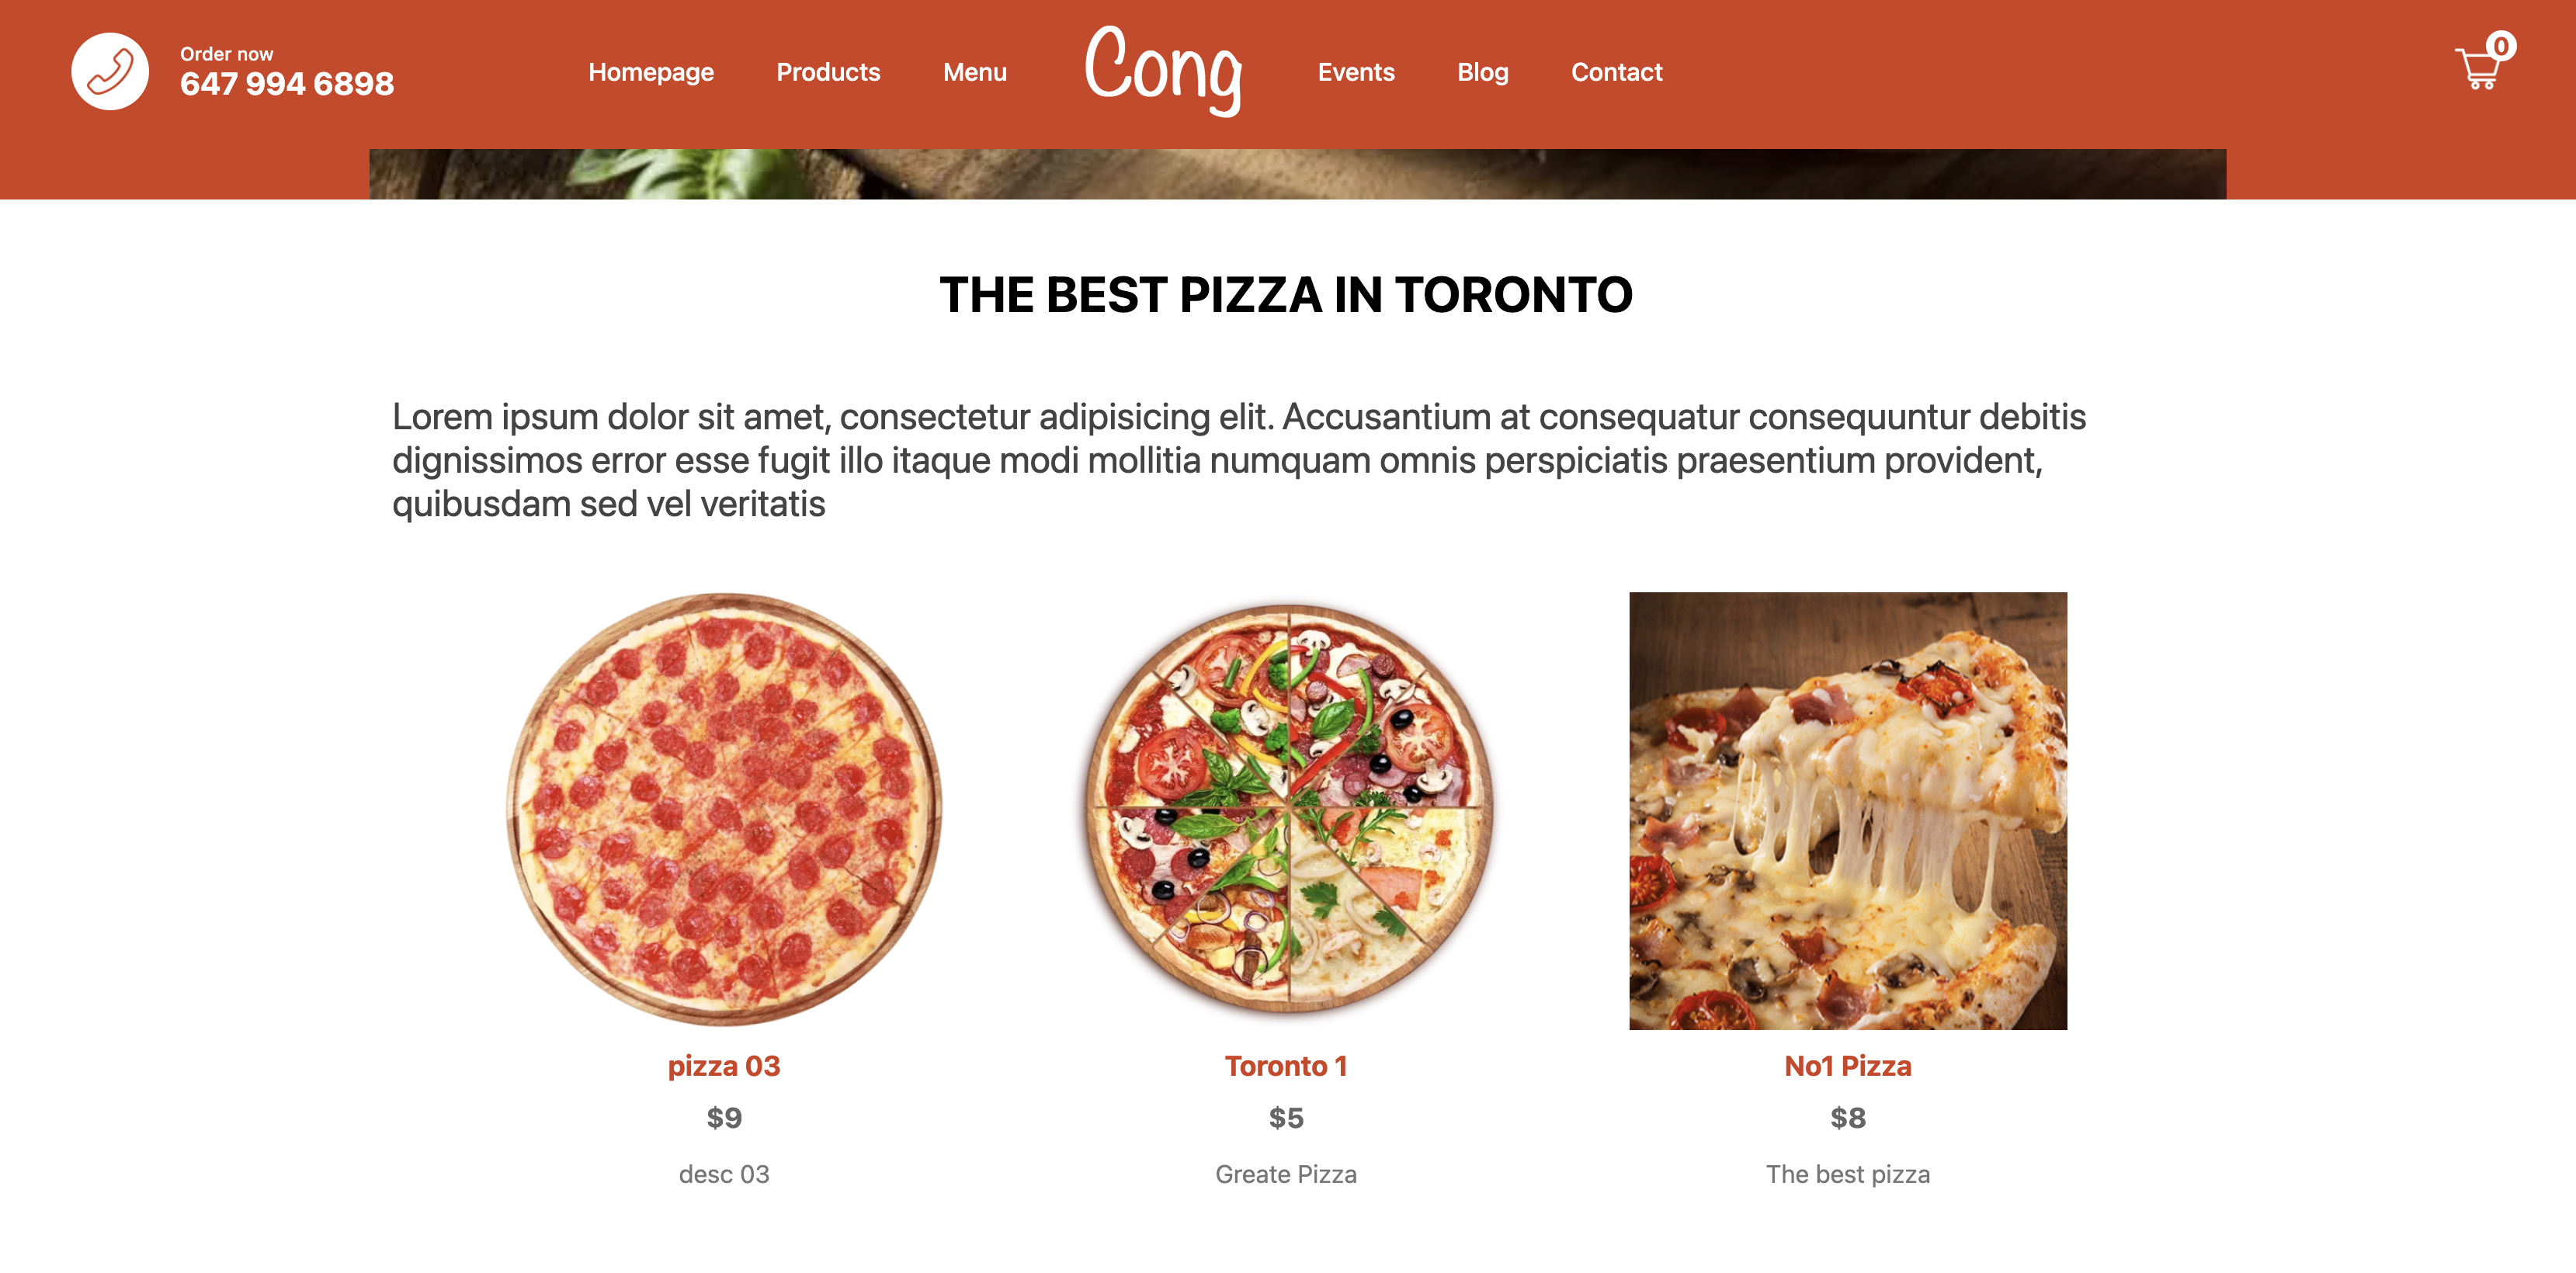 Order now
647 994 6898
Homepage
Products
Menu
Cong
Events
Blog
Contact
0
THE BEST PIZZA IN TORONTO
Lorem ipsum dolor sit amet, consectetur adipisicing elit. Accusantium at consequatur consequuntur debitis
dignissimos error esse fugit illo itaque modi mollitia numquam omnis perspiciatis praesentium provident,
quibusdam sed vel veritatis
pizza 03
$9
desc 03
Toronto 1
$5
Greate Pizza
No1 Pizza
$8
The best pizza